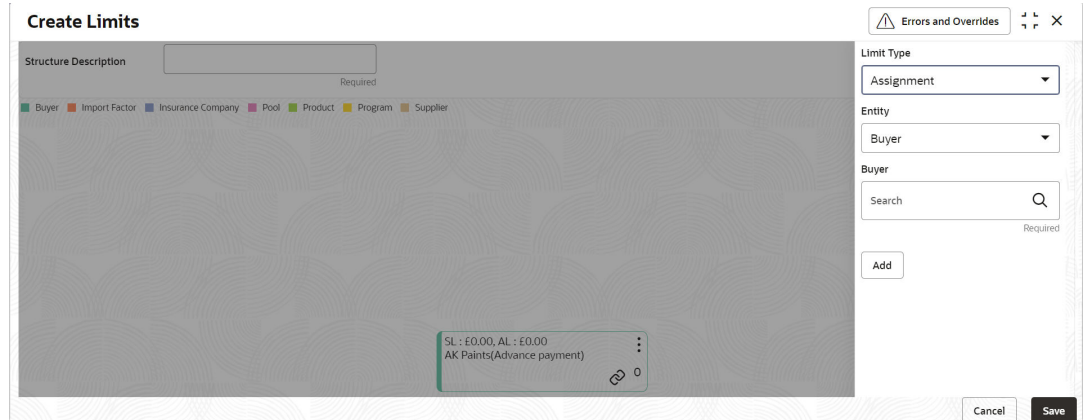 Create Limits
Errors and Overrides
Structure Description
Required
Buyer Import Factor Insurance Company Pool Product Program Supplier
SL : £0.00, AL : £0.00
AK Paints(Advance payment)
0
Limit Type
Assignment
Entity
Buyer
Buyer
Search
Required
Add
Cancel Save